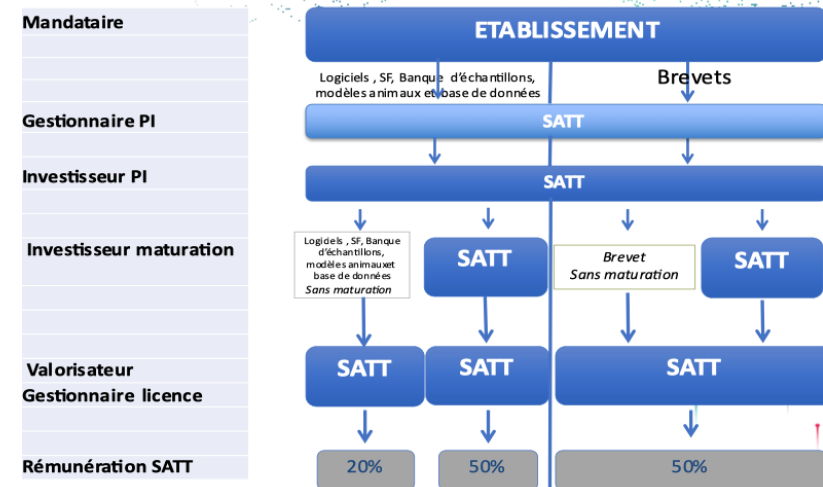 Mandataire
ETABLISSEMENT
Logiciels , SF, Banque d'échantillons,
modèles animaux et base de données
Brevets
Gestionnaire PI
SATT
Investisseur PI
SATT
Investisseur maturation
Logiciels , SF, Banque
d'échantillons,
modèles animauxet
base de données
Sans maturation
SATT
Brevet
Sans maturation
SATT
Valorisateur
Gestionnaire licence
SATT
SATT
SATT
Rémunération SATT
20%
50%
50%